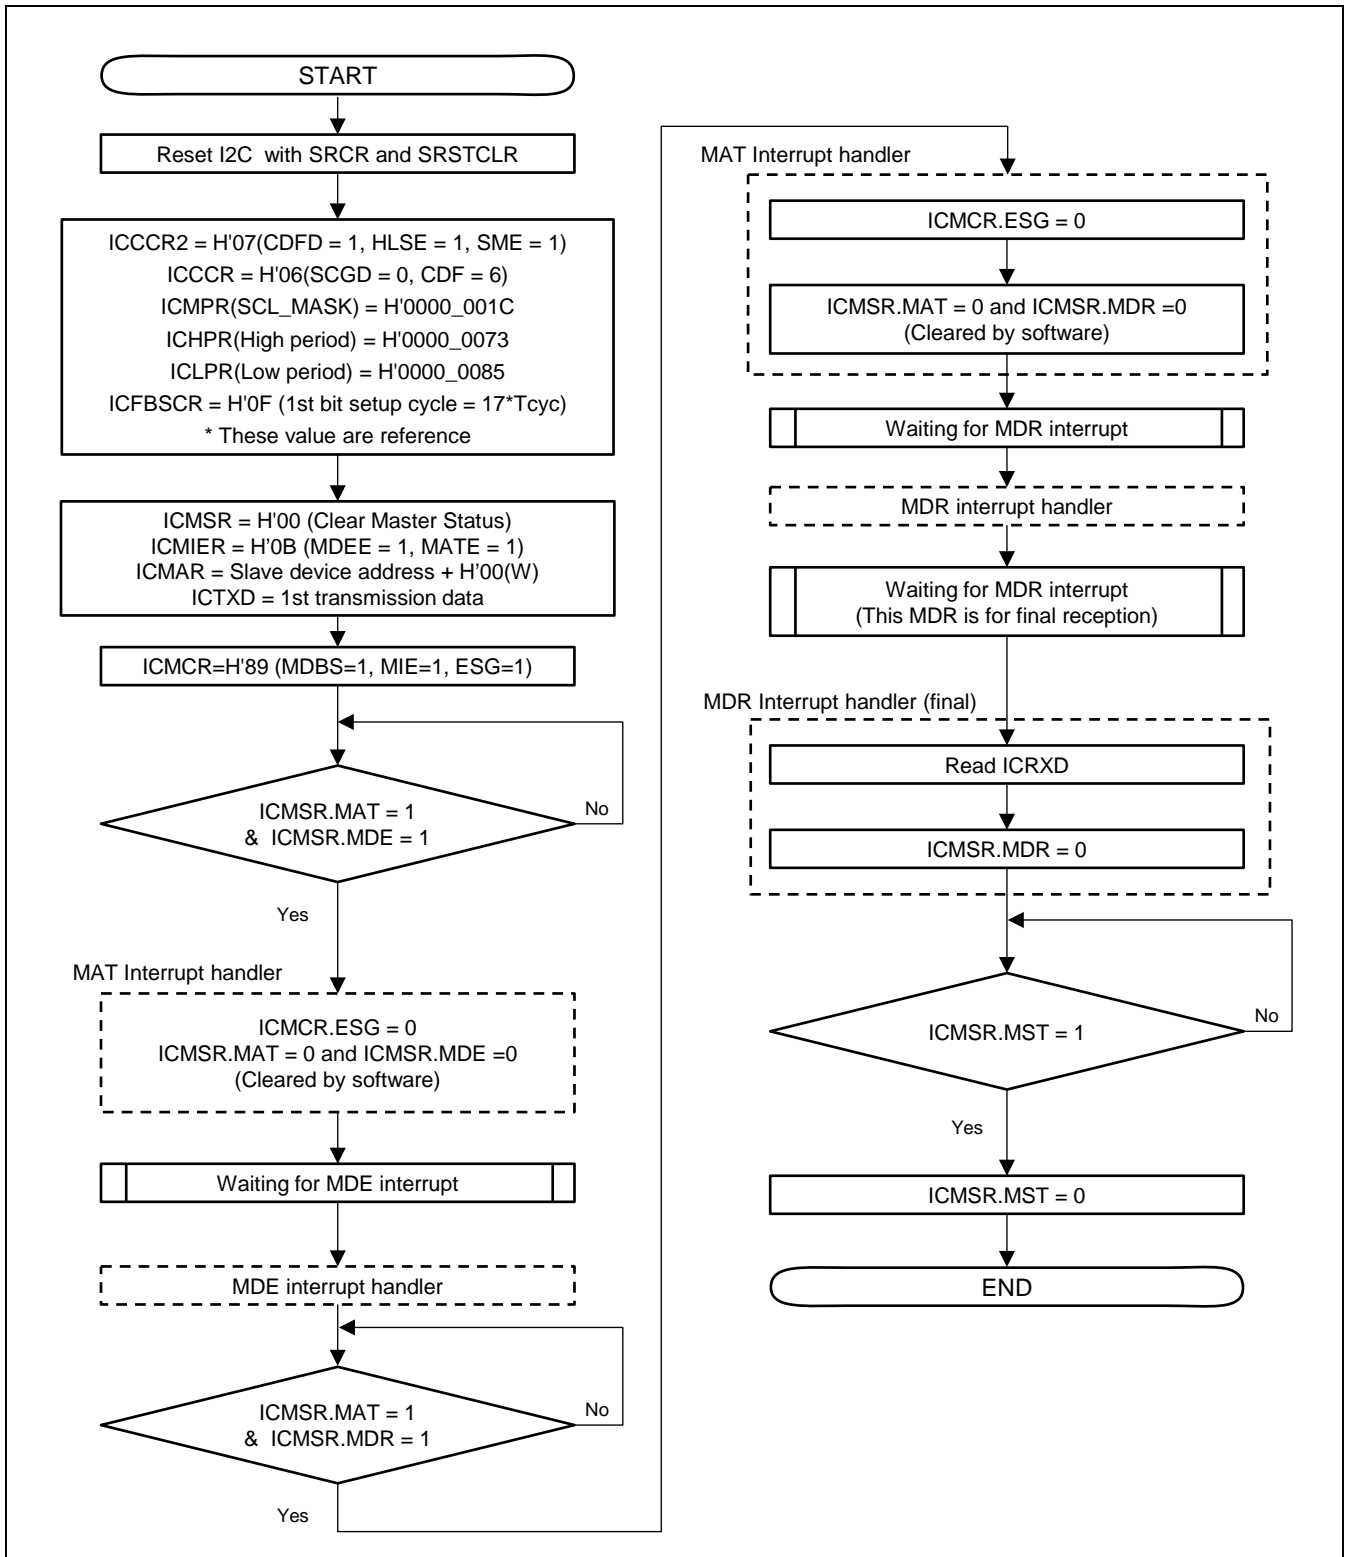 START
Reset I2C  with SRCR and SRSTCLR
ICCCR2 = H'07(CDFD = 1, HLSE = 1, SME = 1)
ICCCR = H'06(SCGD = 0, CDF = 6)
ICMPR(SCL_MASK) = H'0000_001C
ICHPR(High period) = H'0000_0073
ICLPR(Low period) = H'0000_0085
ICFBSCR = H'0F (1st bit setup cycle = 17*Tcyc)
* These value are reference
ICMSR = H'00 (Clear Master Status)
ICMIER = H'0B (MDEE = 1, MATE = 1)
ICMAR = Slave device address + H'00(W)
ICTXD = 1st transmission data
ICMCR=H'89 (MDBS=1, MIE=1, ESG=1)
ICMSR.MAT = 1
&  ICMSR.MDE = 1
No
Yes
MAT Interrupt handler
ICMCR.ESG = 0
ICMSR.MAT = 0 and ICMSR.MDE =0
(Cleared by software)
Waiting for MDE interrupt
MDE interrupt handler
ICMSR.MAT = 1
&  ICMSR.MDR = 1
No
Yes
MAT Interrupt handler
ICMCR.ESG = 0
ICMSR.MAT = 0 and ICMSR.MDR =0
(Cleared by software)
Waiting for MDR interrupt
MDR interrupt handler
Waiting for MDR interrupt
(This MDR is for final reception)
MDR Interrupt handler (final)
Read ICRXD
ICMSR.MDR = 0
ICMSR.MST = 1
No
Yes
ICMSR.MST = 0
END